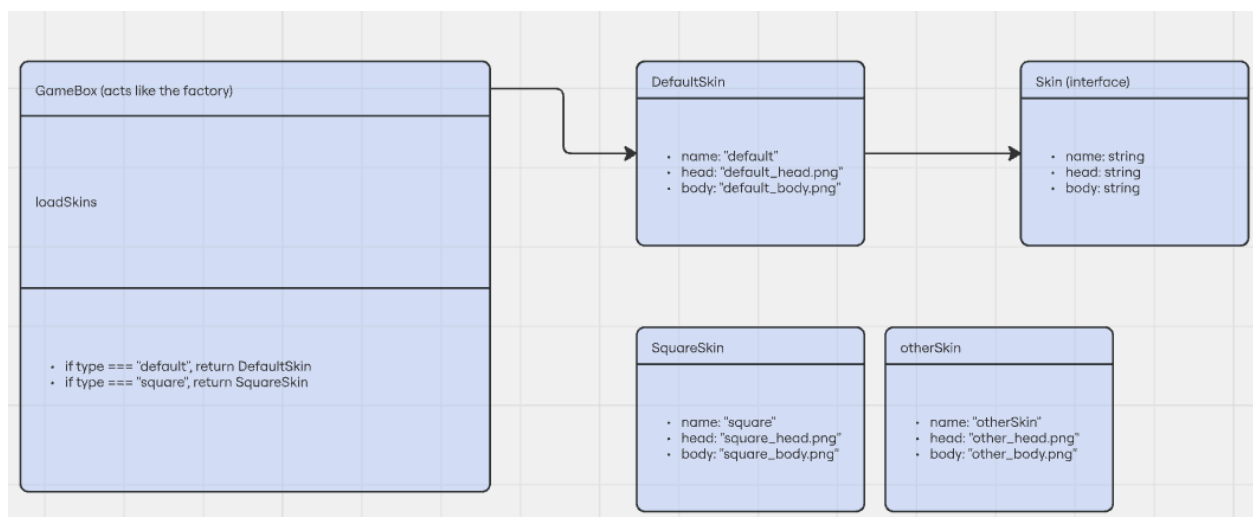 GameBox (acts like the factory)
loadSkins
• if type === "default", return DefaultSkin
• if type === "square", return SquareSkin
DefaultSkin
• name: "default"
• head: "default_head.png"
• body: "default_body.png"
Skin (interface)
• name: string
• head: string
• body: string
SquareSkin
• name: "square"
• head: "square_head.png"
• body: "square_body.png"
otherSkin
• name: "otherSkin"
• head: "other_head.png"
• body: "other_body.png"